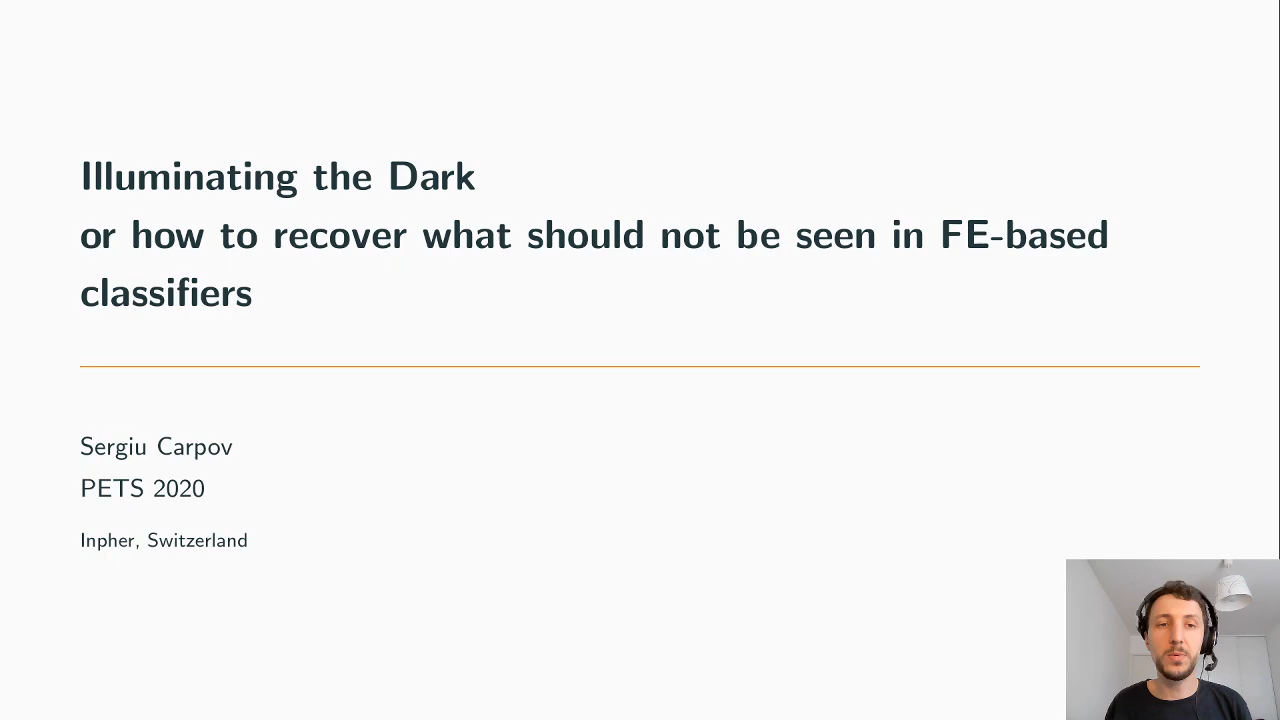 Illuminating the Dark
or how to recover what should not be seen in FE-based
classifiers
Sergiu Carpov
PETS 2020
Inpher, Switzerland